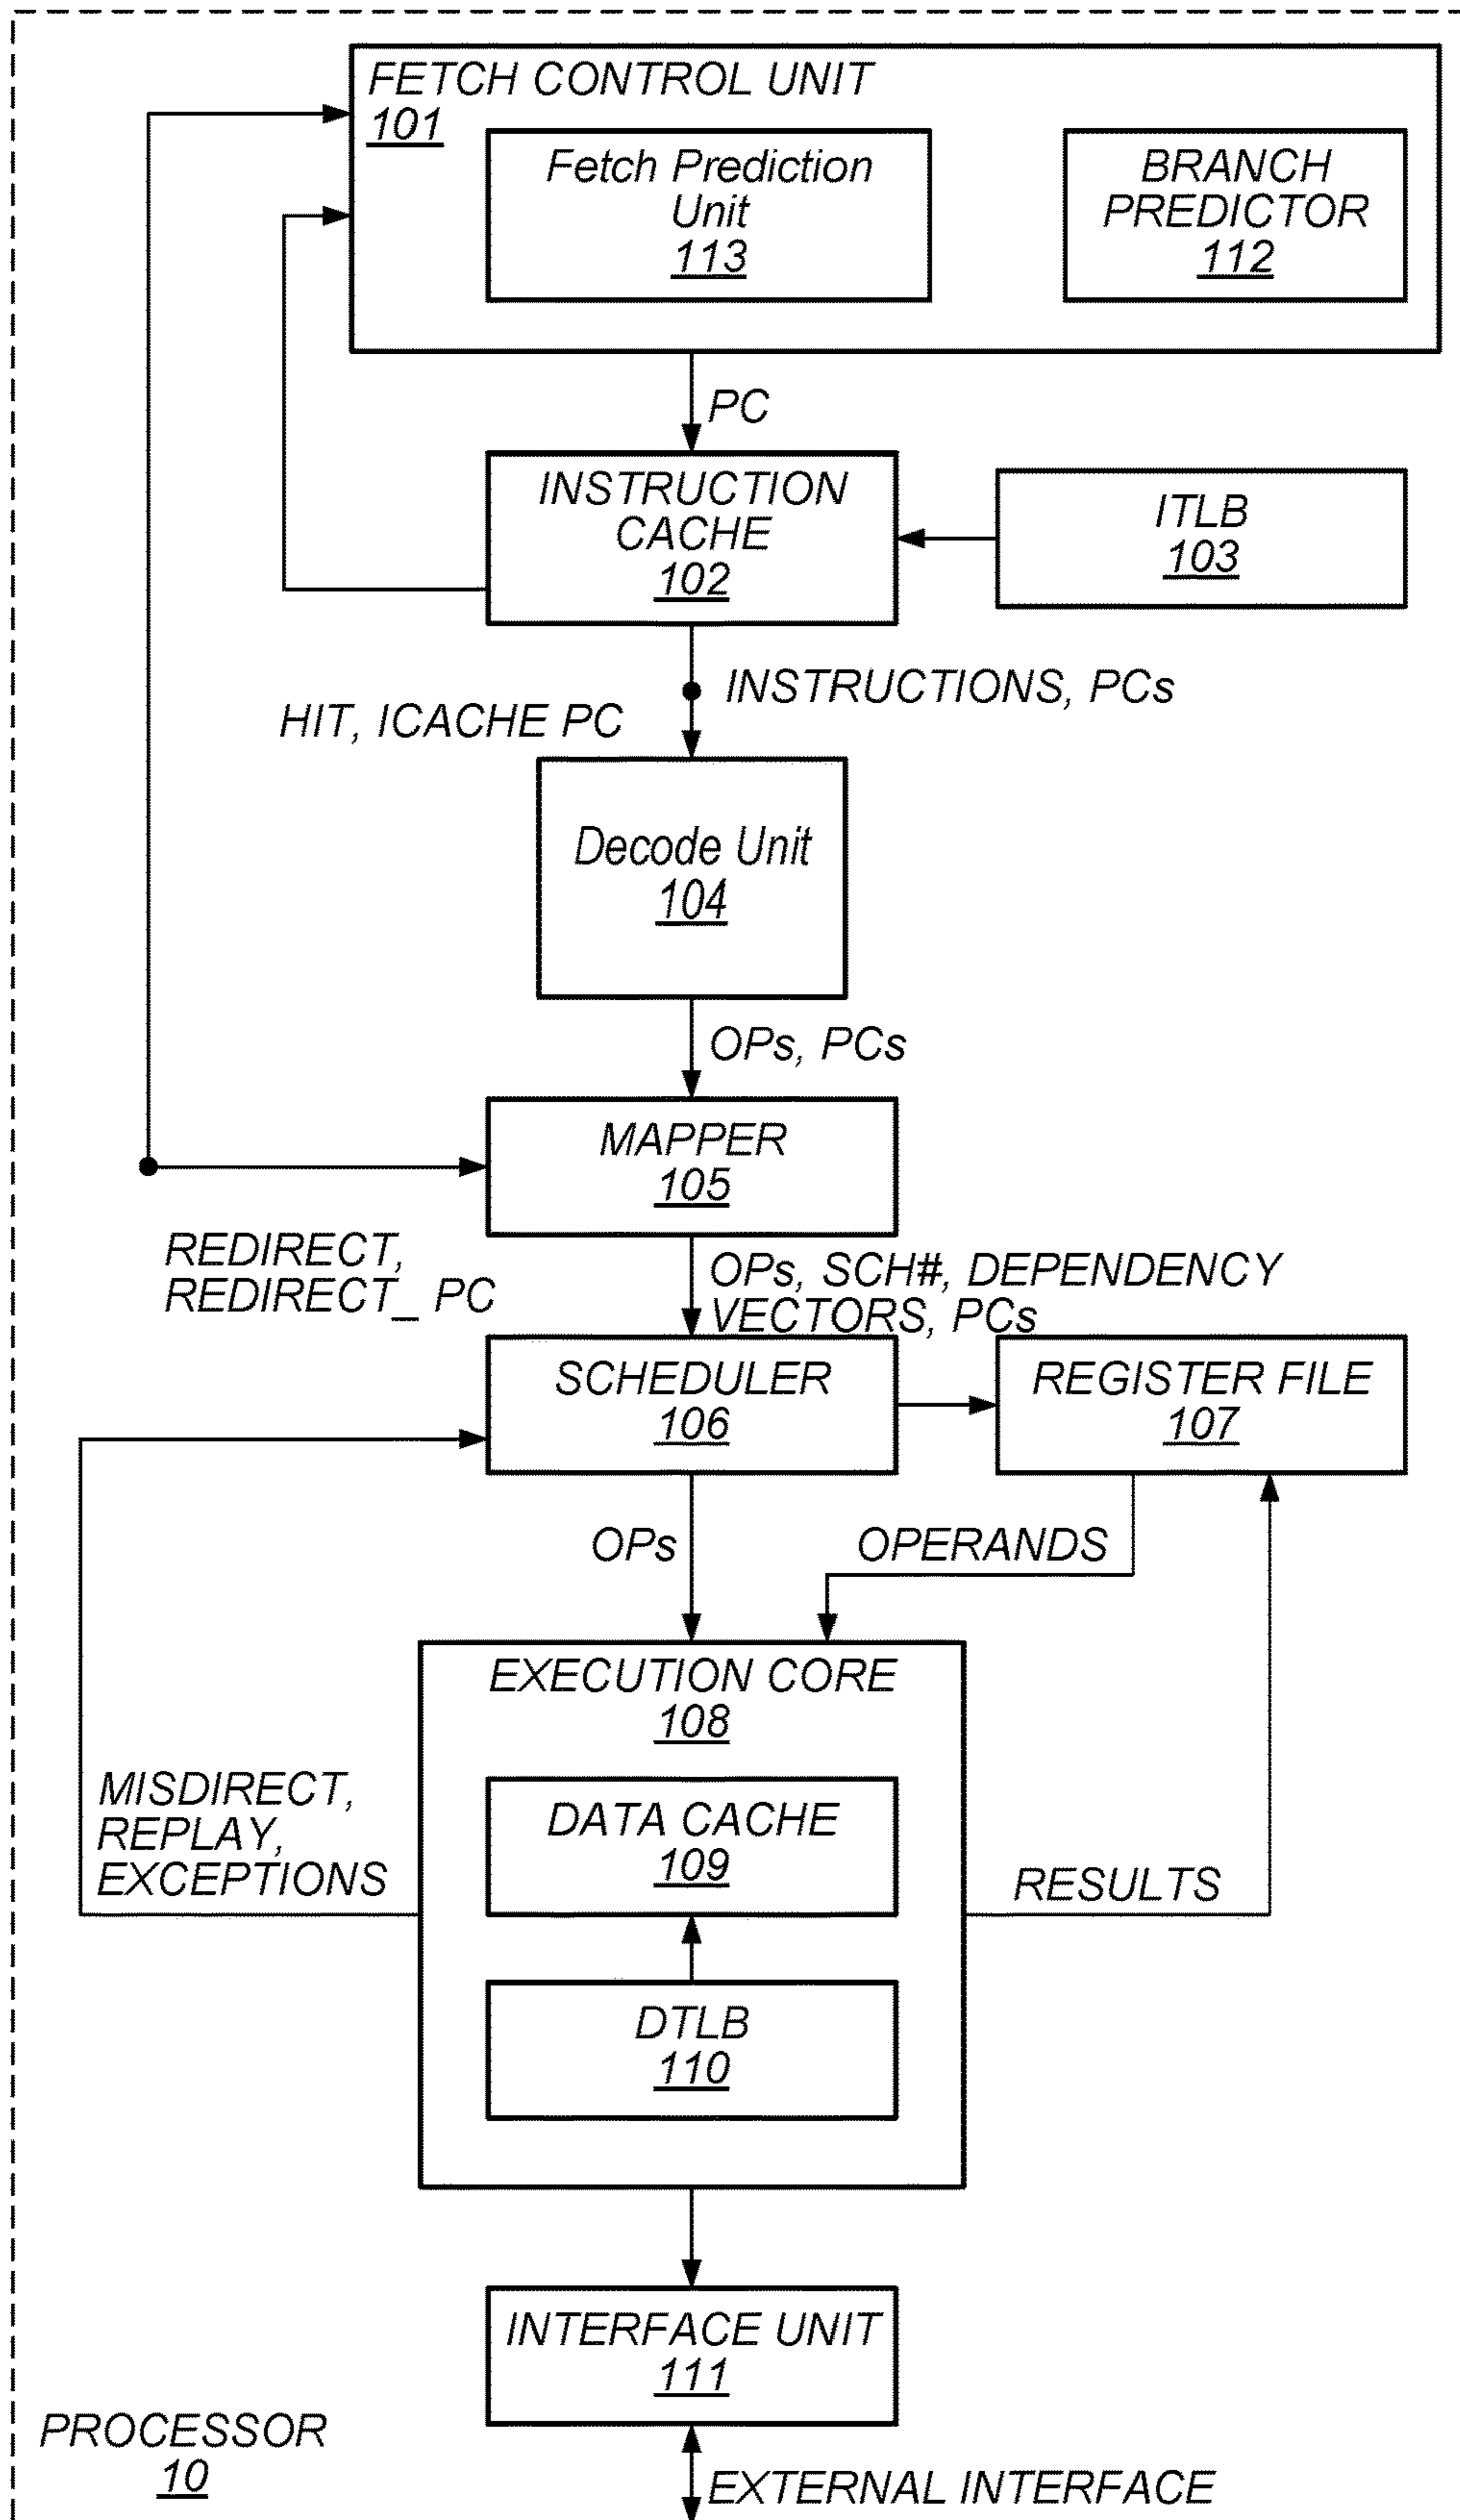 FETCH CONTROL UNIT
101
Fetch Prediction
Unit
113
BRANCH
PREDICTOR
112
PC
INSTRUCTION
CACHE
102
ITLB
103
INSTRUCTIONS, PCs
HIT, ICACHE PC
Decode Unit
104
OPs, PCs
MAPPER
105
REDIRECT,
REDIRECT_ PC
OPs, SCH#, DEPENDENCY
VECTORS, PCs
SCHEDULER
106
REGISTER FILE
107
OPs
OPERANDS
EXECUTION CORE
108
MISDIRECT,
REPLAY,
EXCEPTIONS
DATA CACHE
109
RESULTS
DTLB
110
INTERFACE UNIT
111
PROCESSOR
10
EXTERNAL INTERFACE